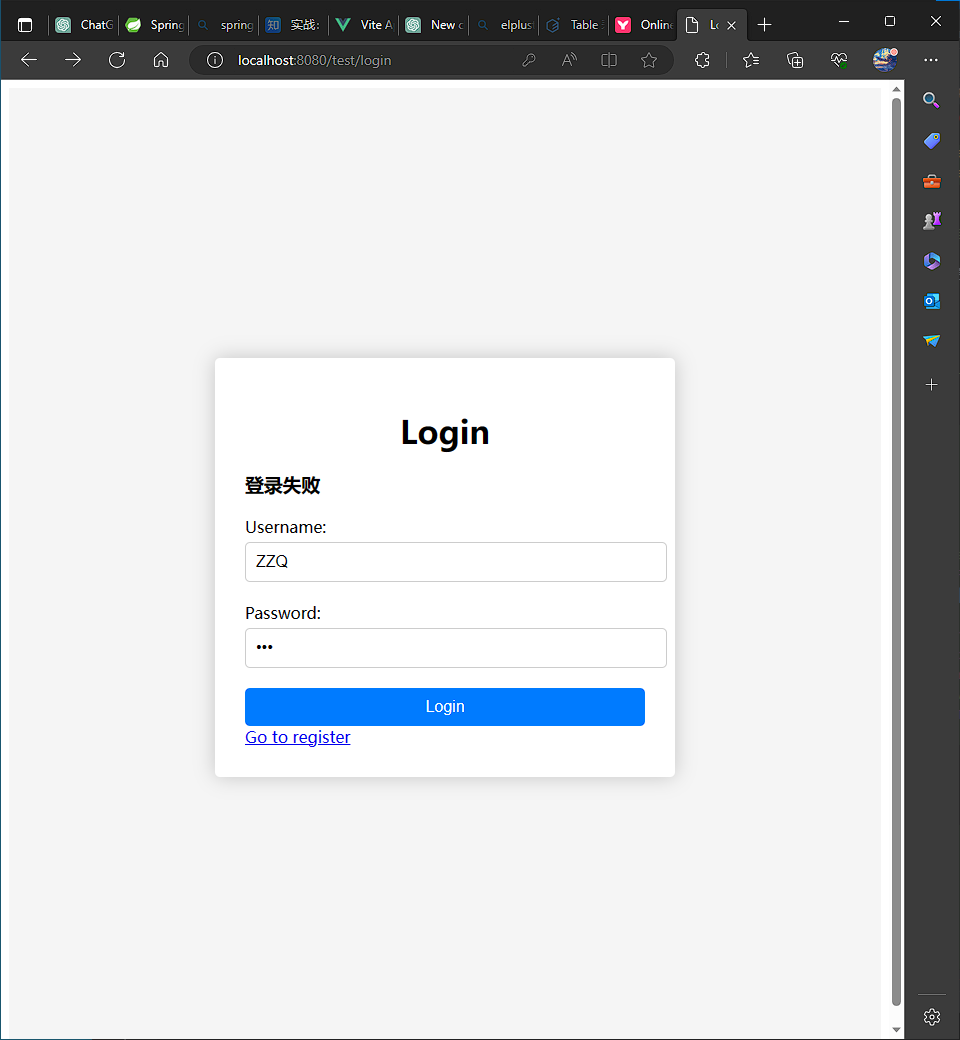 ChatG Spring spring 实战: Vite A New c elplus Table Online Lo
localhost:8080/test/login
Login
登录失败
Username:
ZZQ
Password:
•••
Login
Go to register